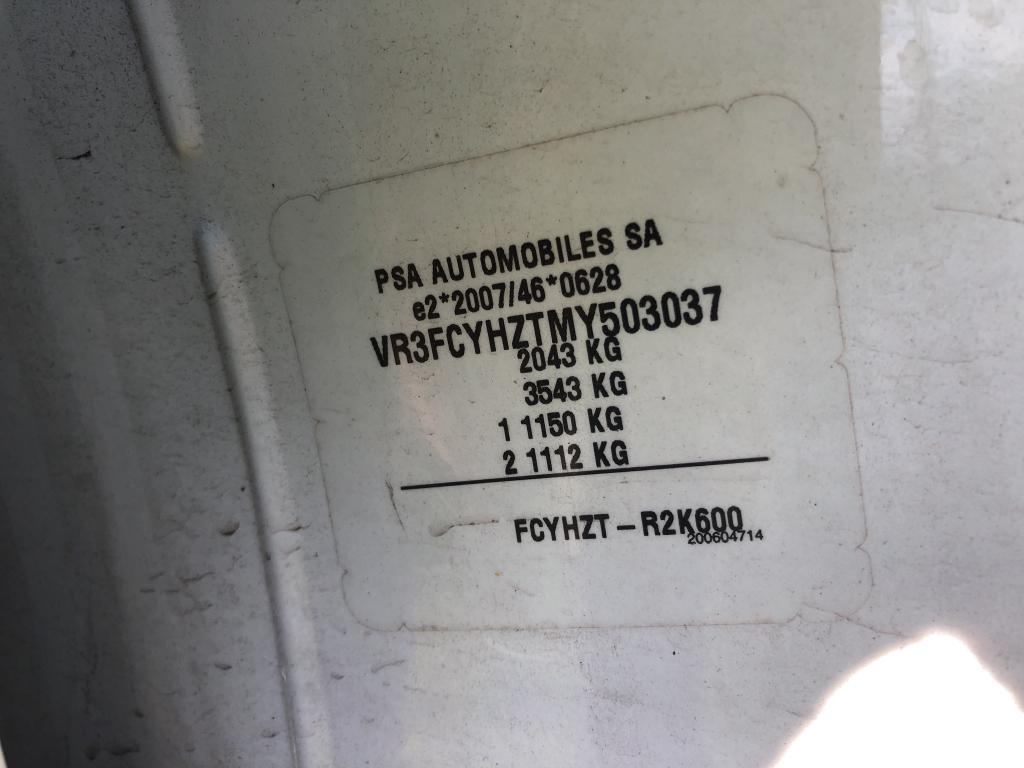 PSA AUTOMOBILES SA
e2*2007/46*0628
VR3FCYHZTMY503037
2043 KG
3543 KG
1 1150 KG
2 1112 KG
FCYHZT – R2K600
200604714